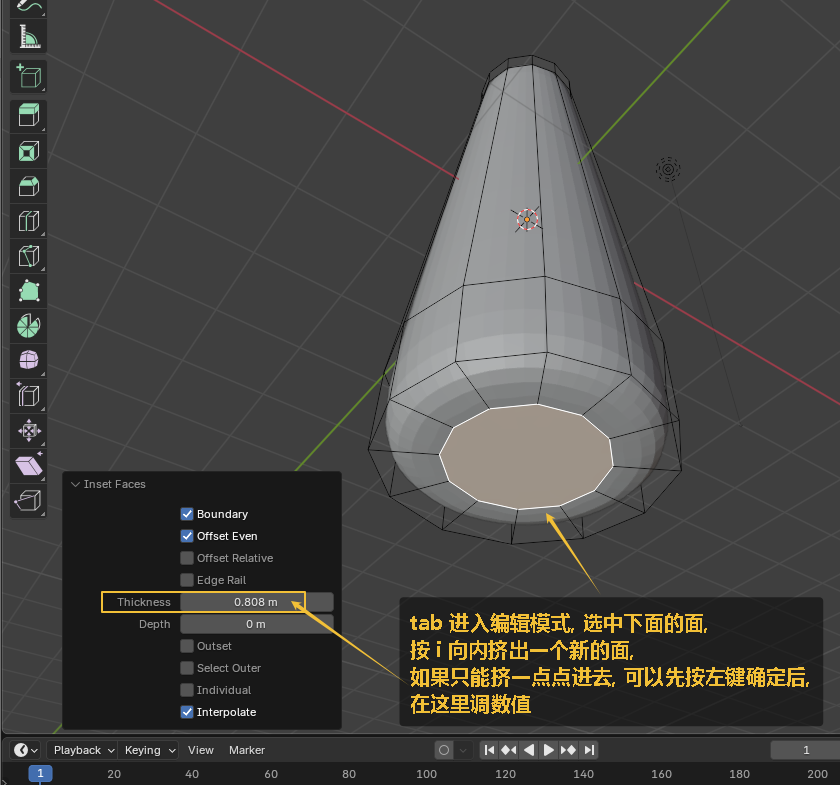 Inset Faces
Boundary
Offset Even
Offset Relative
Edge Rail
Thickness 0.808 m
Depth 0 m
Outset
Select Outer
Individual
Interpolate
tab 进入编辑模式, 选中下面的面,
按 i 向内挤出一个新的面,
如果只能挤一点点进去, 可以先按左键确定后,
在这里调数值
Playback Keying View Marker 1
1 20 40 60 80 100 120 140 160 180 200